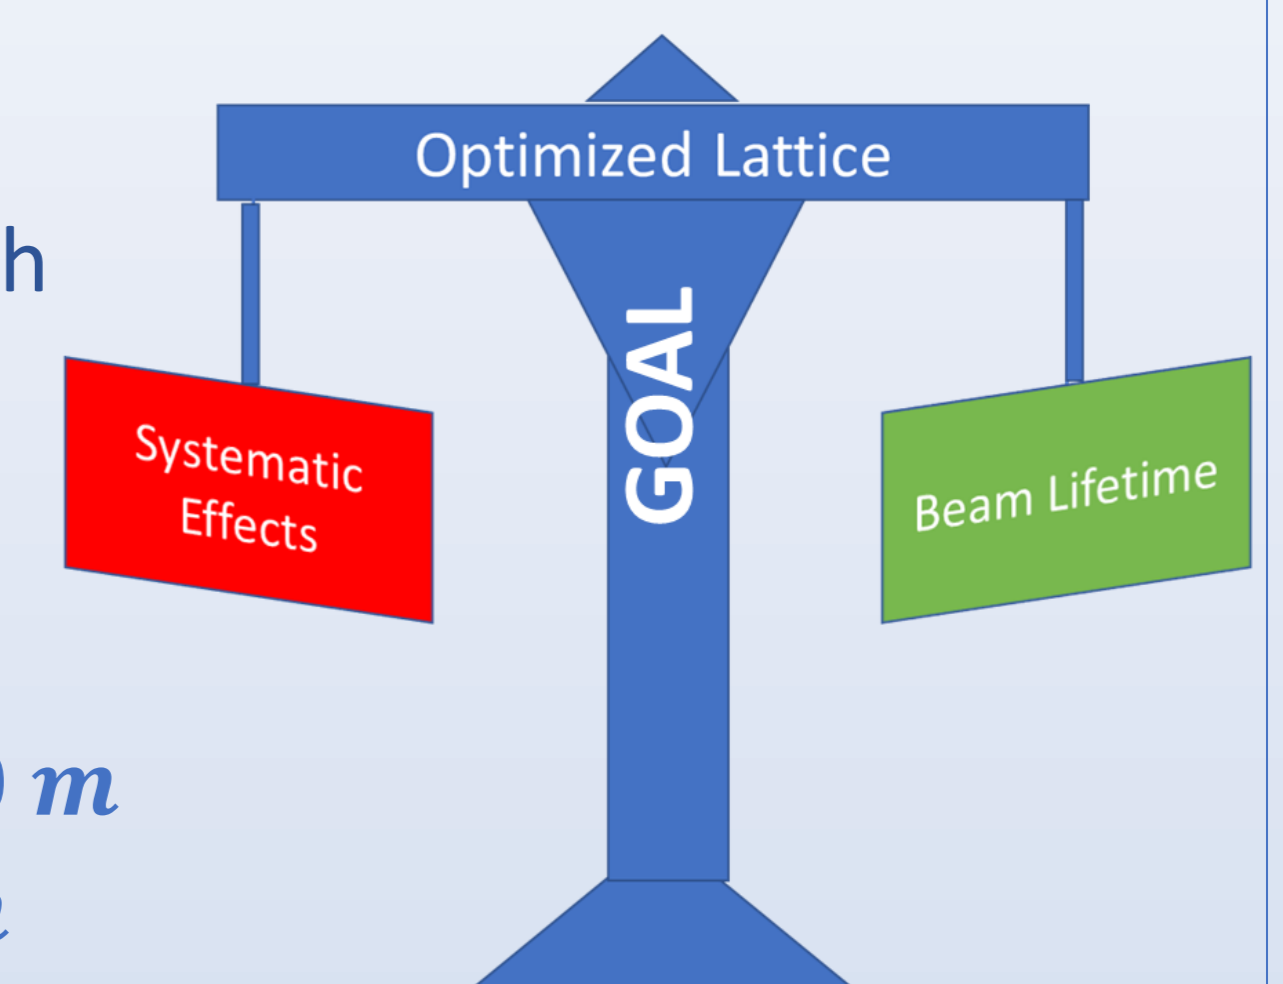 Optimized Lattice
h
GOAL
Systematic
Effects
Beam Lifetime
m